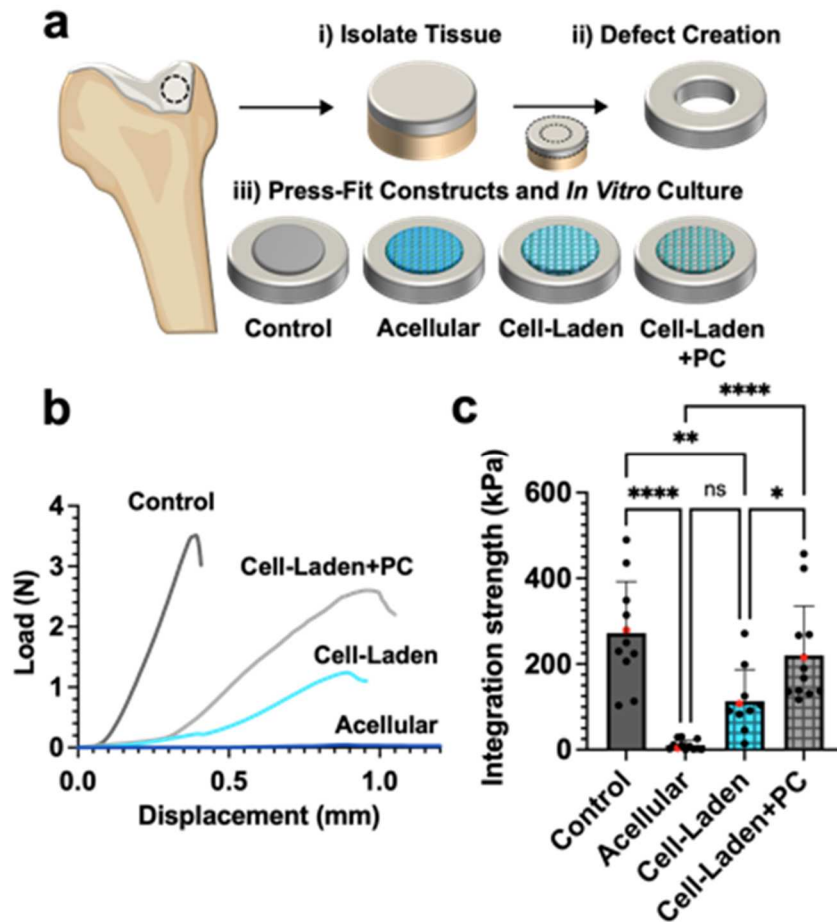 a
i) Isolate Tissue
ii) Defect Creation
iii) Press-Fit Constructs and In Vitro Culture
Control
Acellular
Cell-Laden
Cell-Laden
+PC
b
Load (N)
4
3
2
1
0
0.0
0.5
1.0
Displacement (mm)
Control
Cell-Laden+PC
Cell-Laden
Acellular
c
Integration strength (kPa)
600
400
200
0
****
**
****
ns
*
Control
Acellular
Cell-Laden
Cell-Laden+PC